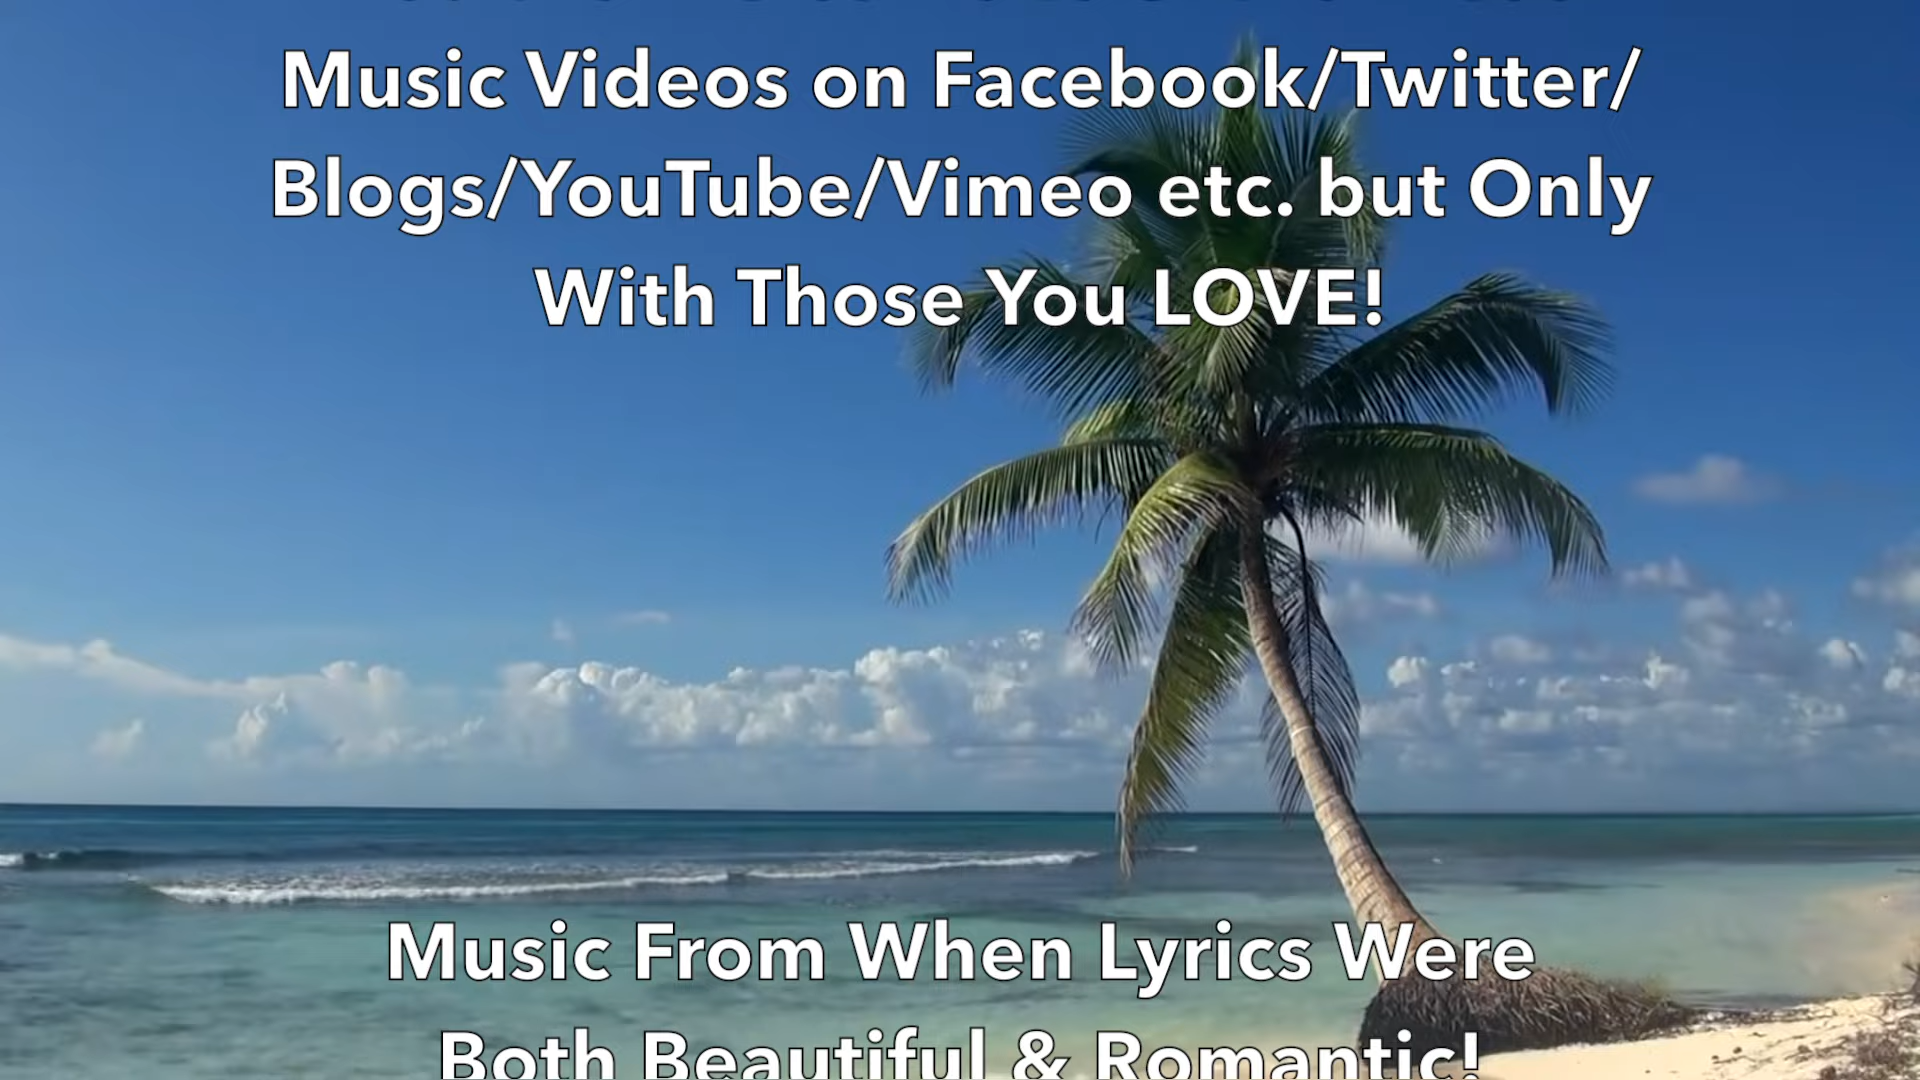 Music Videos on Facebook/Twitter/
Blogs/YouTube/Vimeo etc. but Only
With Those You LOVE!
Music From When Lyrics Were
Both Beautiful & Romantic!